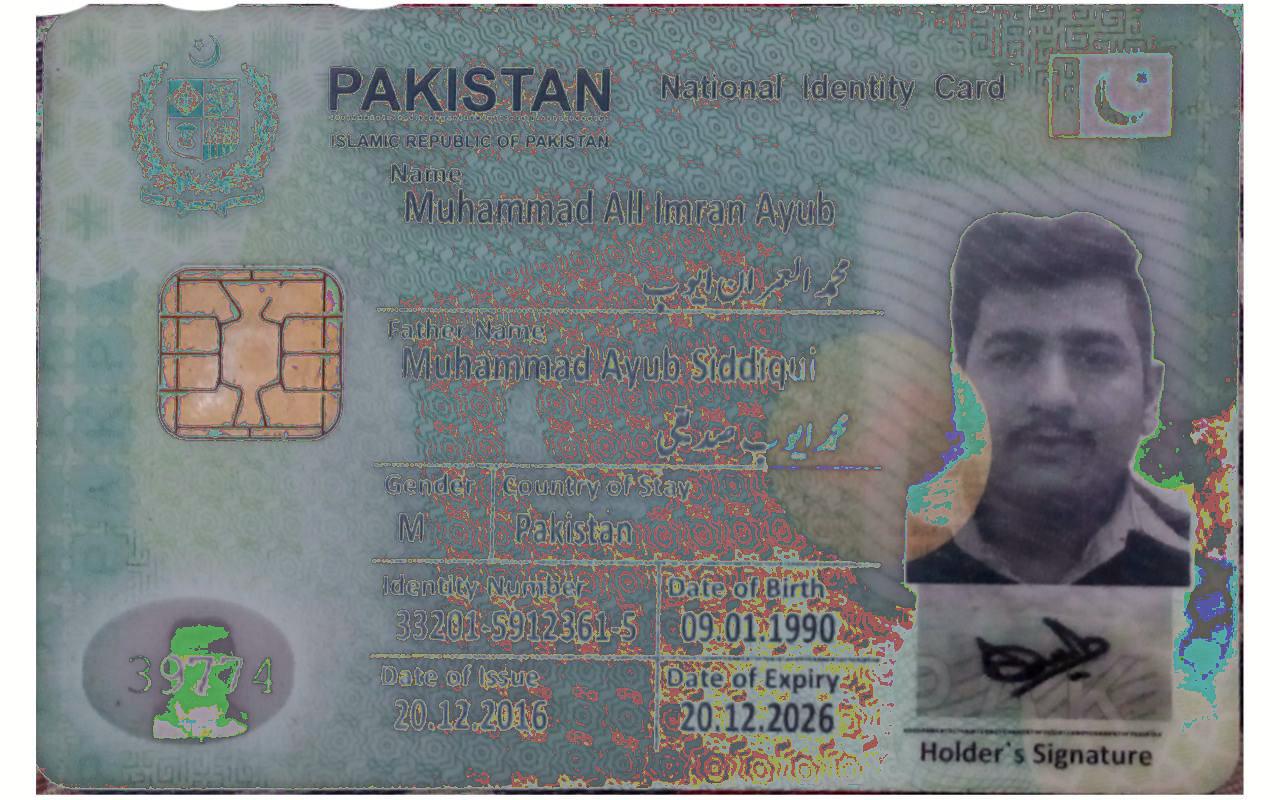 PAKISTAN National Identity Card
ISLAMIC REPUBLIC OF PAKISTAN
Name
Muhammad All Imran Ayub
محمد العمران ایوب
Father Name
Muhammad Ayub Siddiqui
محمد ایوب صدیقی
Gender Country of Stay
M Pakistan
Identity Number Date of Birth
33201-5912361-5 09.01.1990
Date of Issue Date of Expiry
20.12.2016 20.12.2026
39774
Holder's Signature